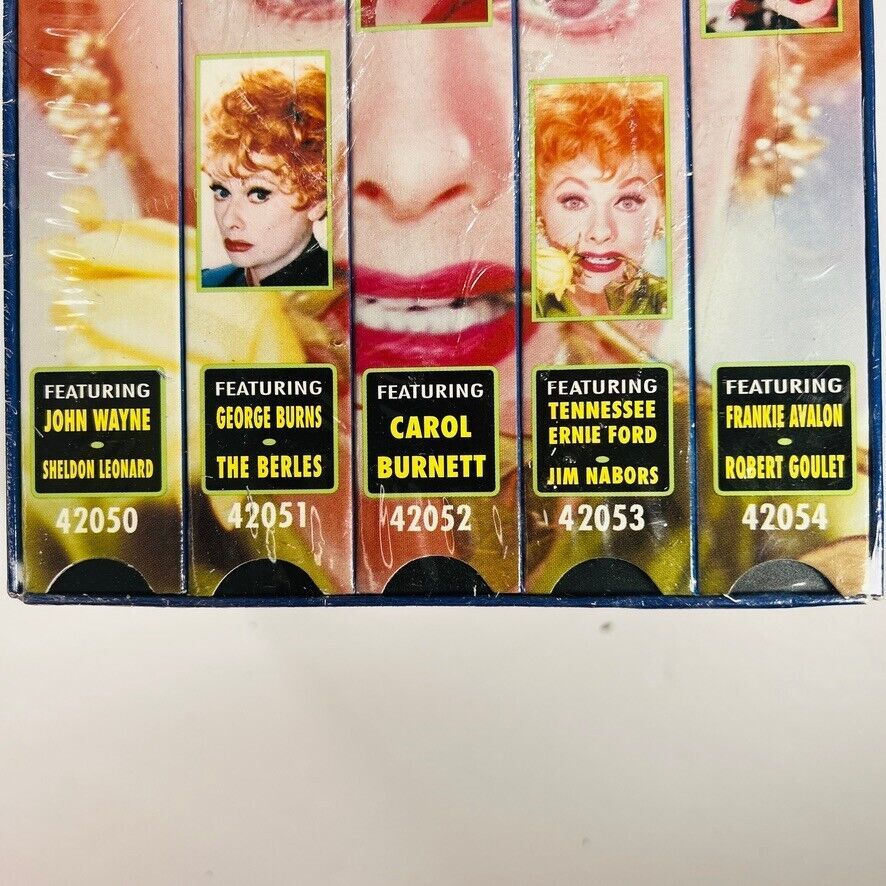 FEATURING
JOHN WAYNE
SHELDON LEONARD
42050
FEATURING
GEORGE BURNS
THE BERLES
42051
FEATURING
CAROL
BURNETT
42052
FEATURING
TENNESSEE
ERNIE FORD
JIM NABORS
42053
FEATURING
FRANKIE AVALON
ROBERT GOULET
42054